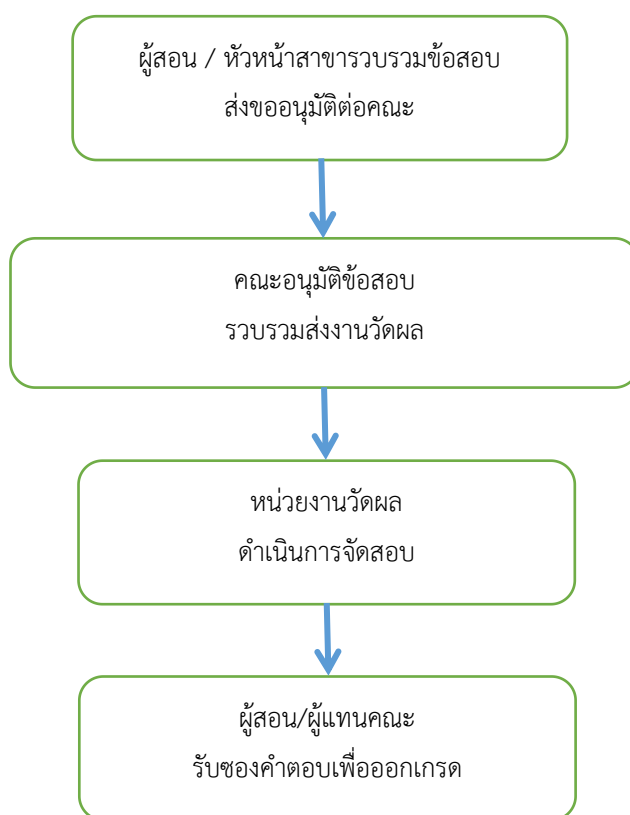 ผู้สอน / หัวหน้าสาขารวบรวมข้อสอบ
ส่งขออนุมัติต่อคณะ
คณะอนุมัติข้อสอบ
รวบรวมส่งงานวัดผล
หน่วยงานวัดผล
ดำเนินการจัดสอบ
ผู้สอน/ผู้แทนคณะ
รับซองคำตอบเพื่อออกเกรด